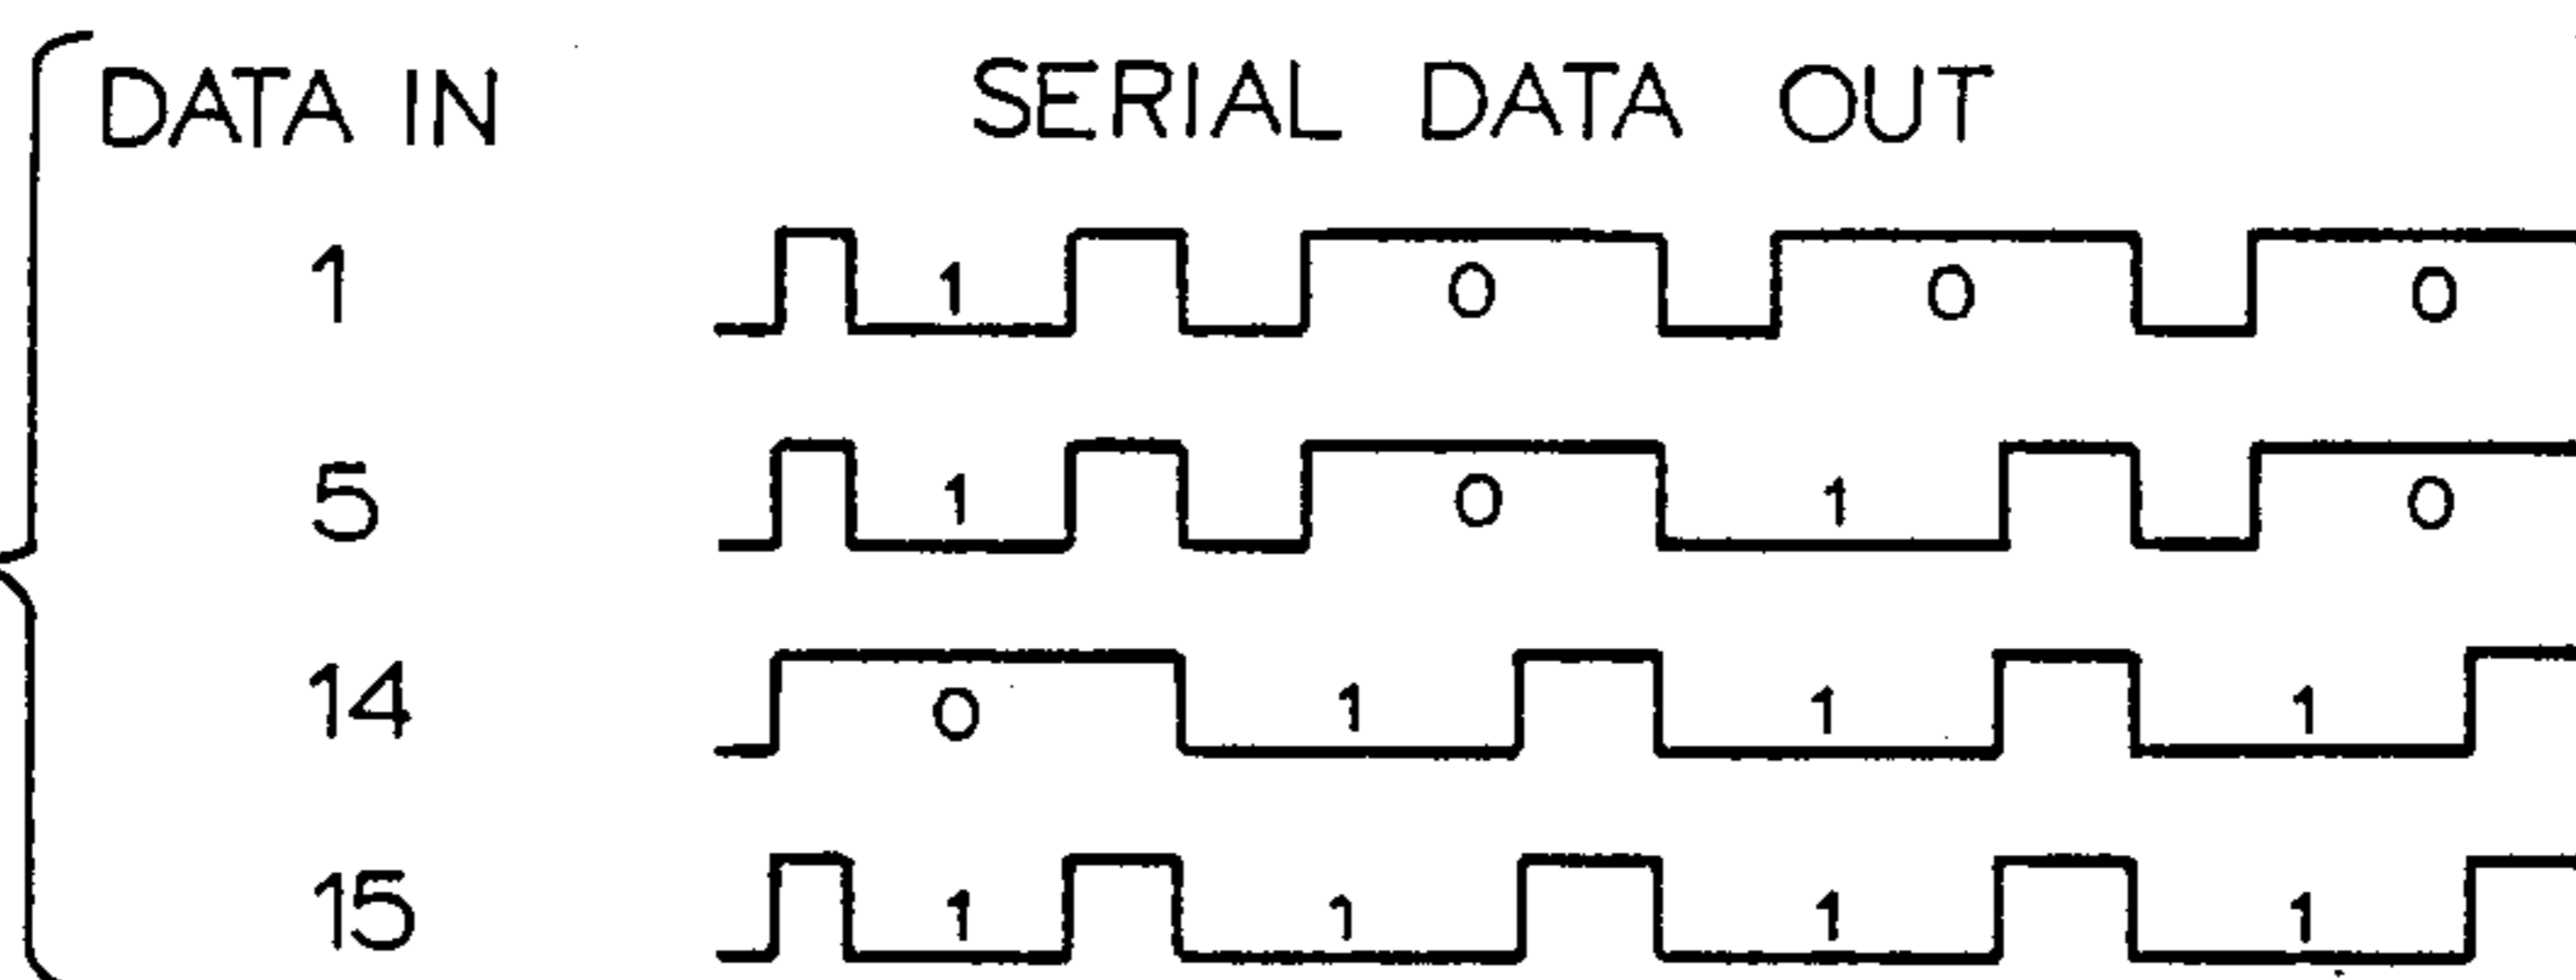 DATA IN SERIAL DATA OUT
1 1 0 0 0
5 1 0 1 0
14 0 1 1 1
15 1 1 1 1